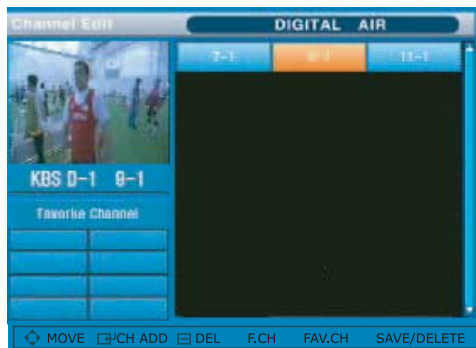 Channel Edit
DIGITAL AIR
7-1 9-1 11-1
KBS D-1 9-1
Favorite Channel
MOVE CH ADD DEL F.CH FAV.CH SAVE/DELETE